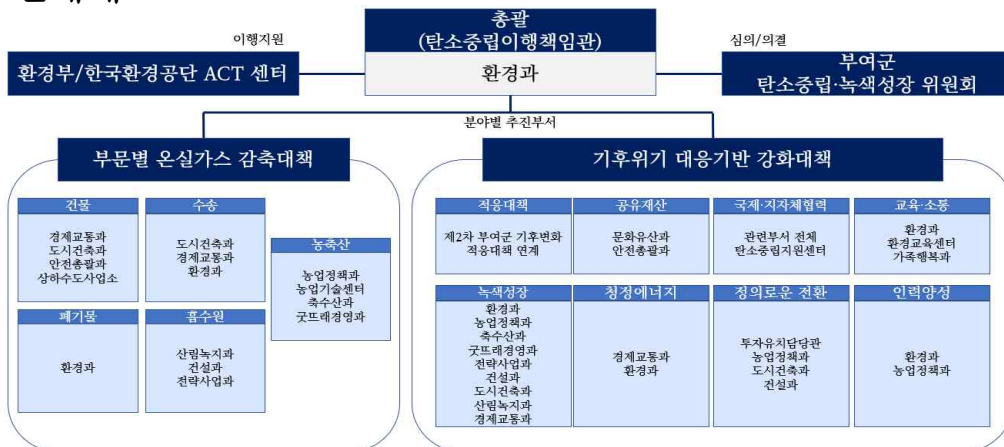 총괄
(탄소중립이행책임관)
환경과
이행지원
환경부/한국환경공단 ACT 센터
심의/의결
부여군
탄소중립·녹색성장 위원회
분야별 추진부서
부문별 온실가스 감축대책
건물
경제교통과
도시건축과
안전총괄과
상하수도사업소
수송
도시건축과
경제교통과
환경과
농축산
농업정책과
농업기술센터
축수산과
굿뜨래경영과
폐기물
환경과
흡수원
산림녹지과
건설과
전략사업과
기후위기 대응기반 강화대책
적응대책
제2차 부여군 기후변화
적응대책 연계
공유재산
문화유산과
안전총괄과
국제·지자체협력
관련부서 전체
탄소중립지원센터
교육·소통
환경과
환경교육센터
가족행복과
녹색성장
환경과
농업정책과
축수산과
굿뜨래경영과
전략사업과
건설과
도시건축과
산림녹지과
경제교통과
청정에너지
경제교통과
환경과
정의로운 전환
투자유치담당관
농업정책과
도시건축과
건설과
인력양성
환경과
농업정책과